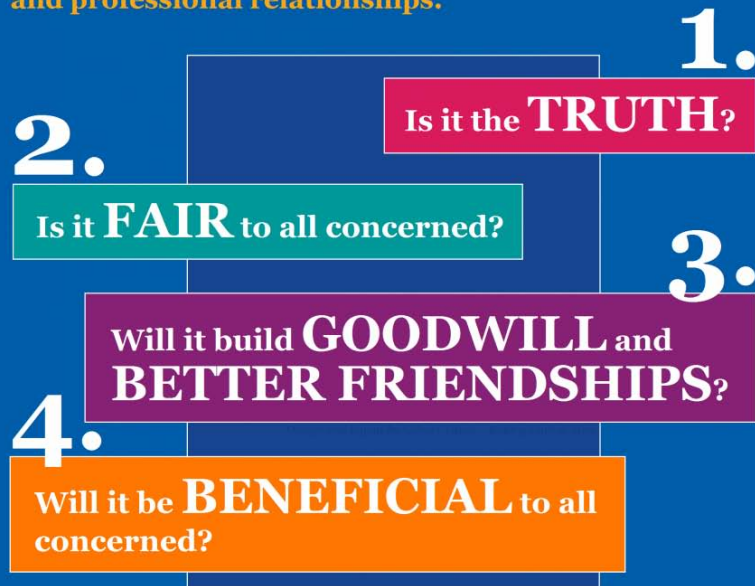 and professional relationships.
1.
Is it the TRUTH?
2.
Is it FAIR to all concerned?
3.
Will it build GOODWILL and
BETTER FRIENDSHIPS?
4.
Will it be BENEFICIAL to all
concerned?